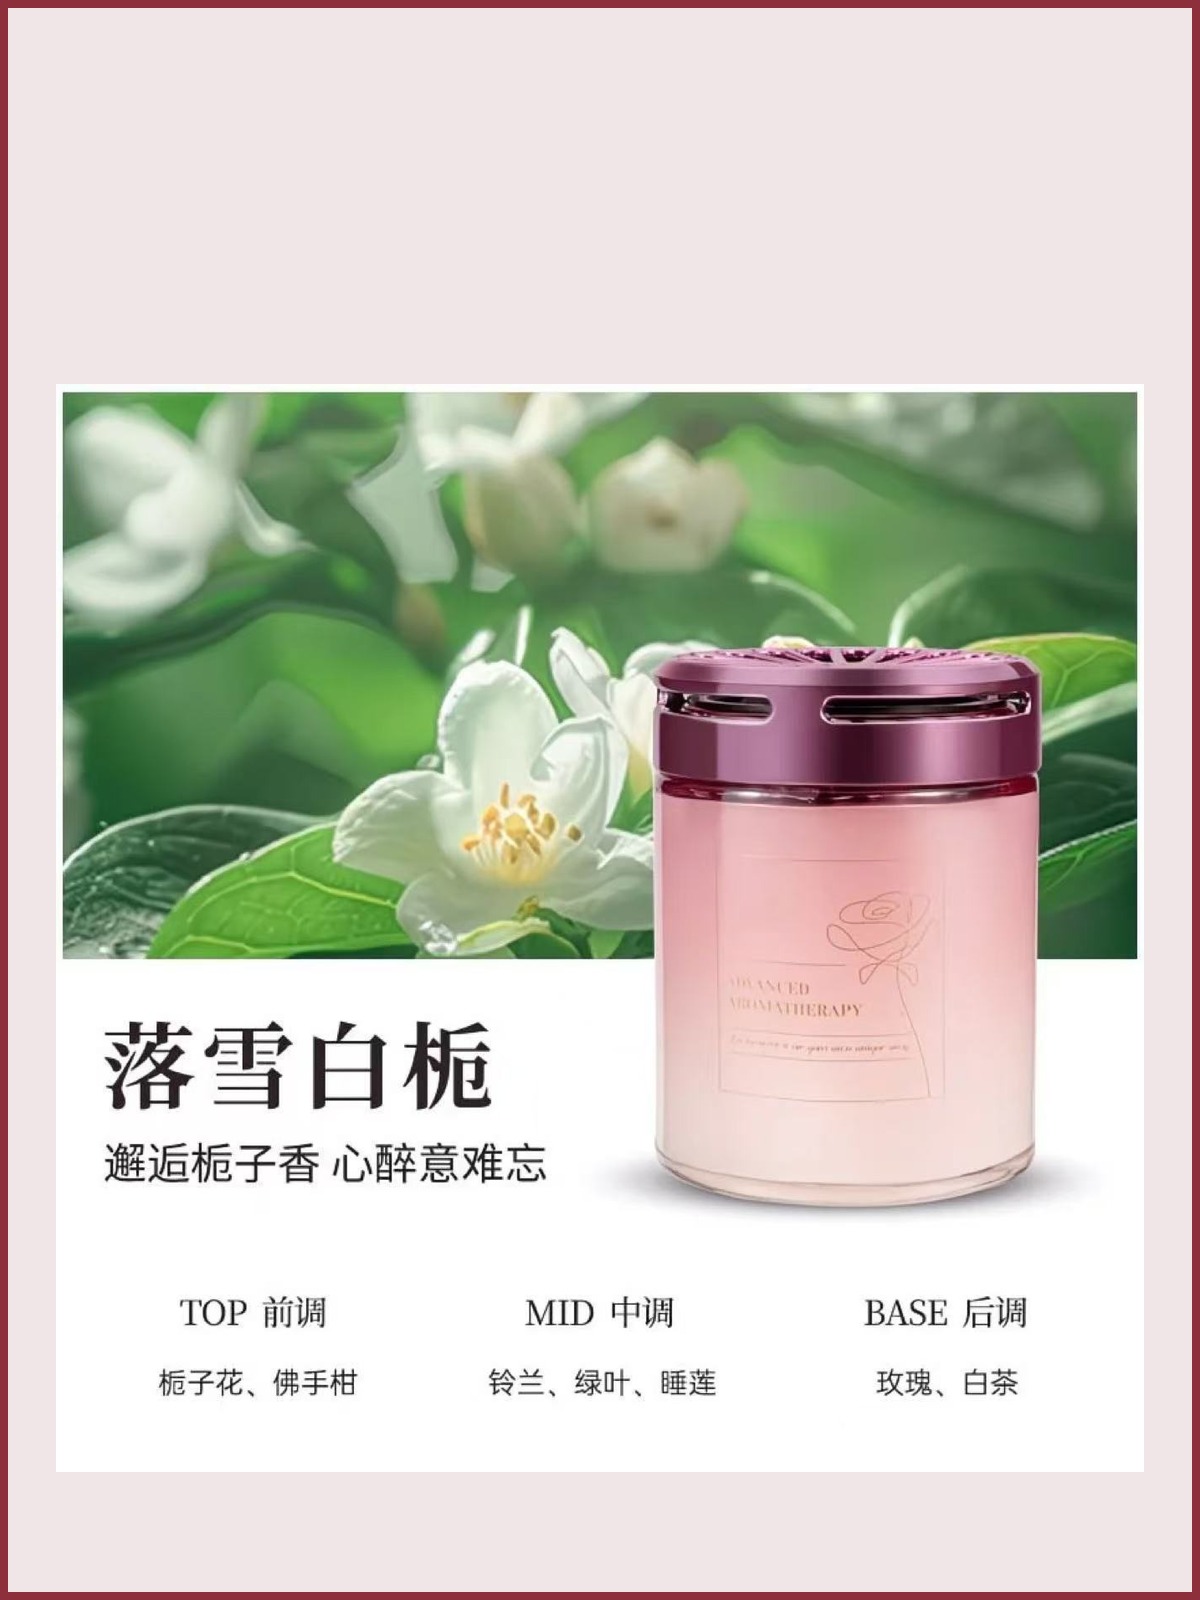 ADVANCED
AROMATHERAPY
落雪白栀
邂逅栀子香 心醉意难忘
TOP 前调
栀子花、佛手柑
MID 中调
铃兰、绿叶、睡莲
BASE 后调
玫瑰、白茶